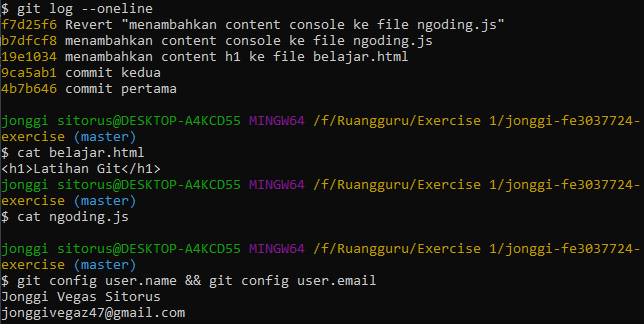 $ git log --oneline
f7d25f6 Revert "menambahkan content console ke file ngoding.js"
b7dfcf8 menambahkan content console ke file ngoding.js
19e1034 menambahkan content h1 ke file belajar.html
9ca5ab1 commit kedua
4b7b646 commit pertama
jonggi sitorus@DESKTOP-A4KCD55 MINGW64 /f/Ruangguru/Exercise 1/jonggi-fe3037724-
exercise (master)
$ cat belajar.html
<h1>Latihan Git</h1>
jonggi sitorus@DESKTOP-A4KCD55 MINGW64 /f/Ruangguru/Exercise 1/jonggi-fe3037724-
exercise (master)
$ cat ngoding.js
jonggi sitorus@DESKTOP-A4KCD55 MINGW64 /f/Ruangguru/Exercise 1/jonggi-fe3037724-
exercise (master)
$ git config user.name && git config user.email
Jonggi Vegas Sitorus
jonggivegaz47@gmail.com